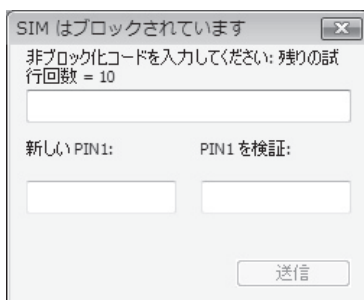 SIM はブロックされています
非ブロック化コードを入力してください: 残りの試
行回数 = 10
新しい PIN1: PIN1 を検証:
送信